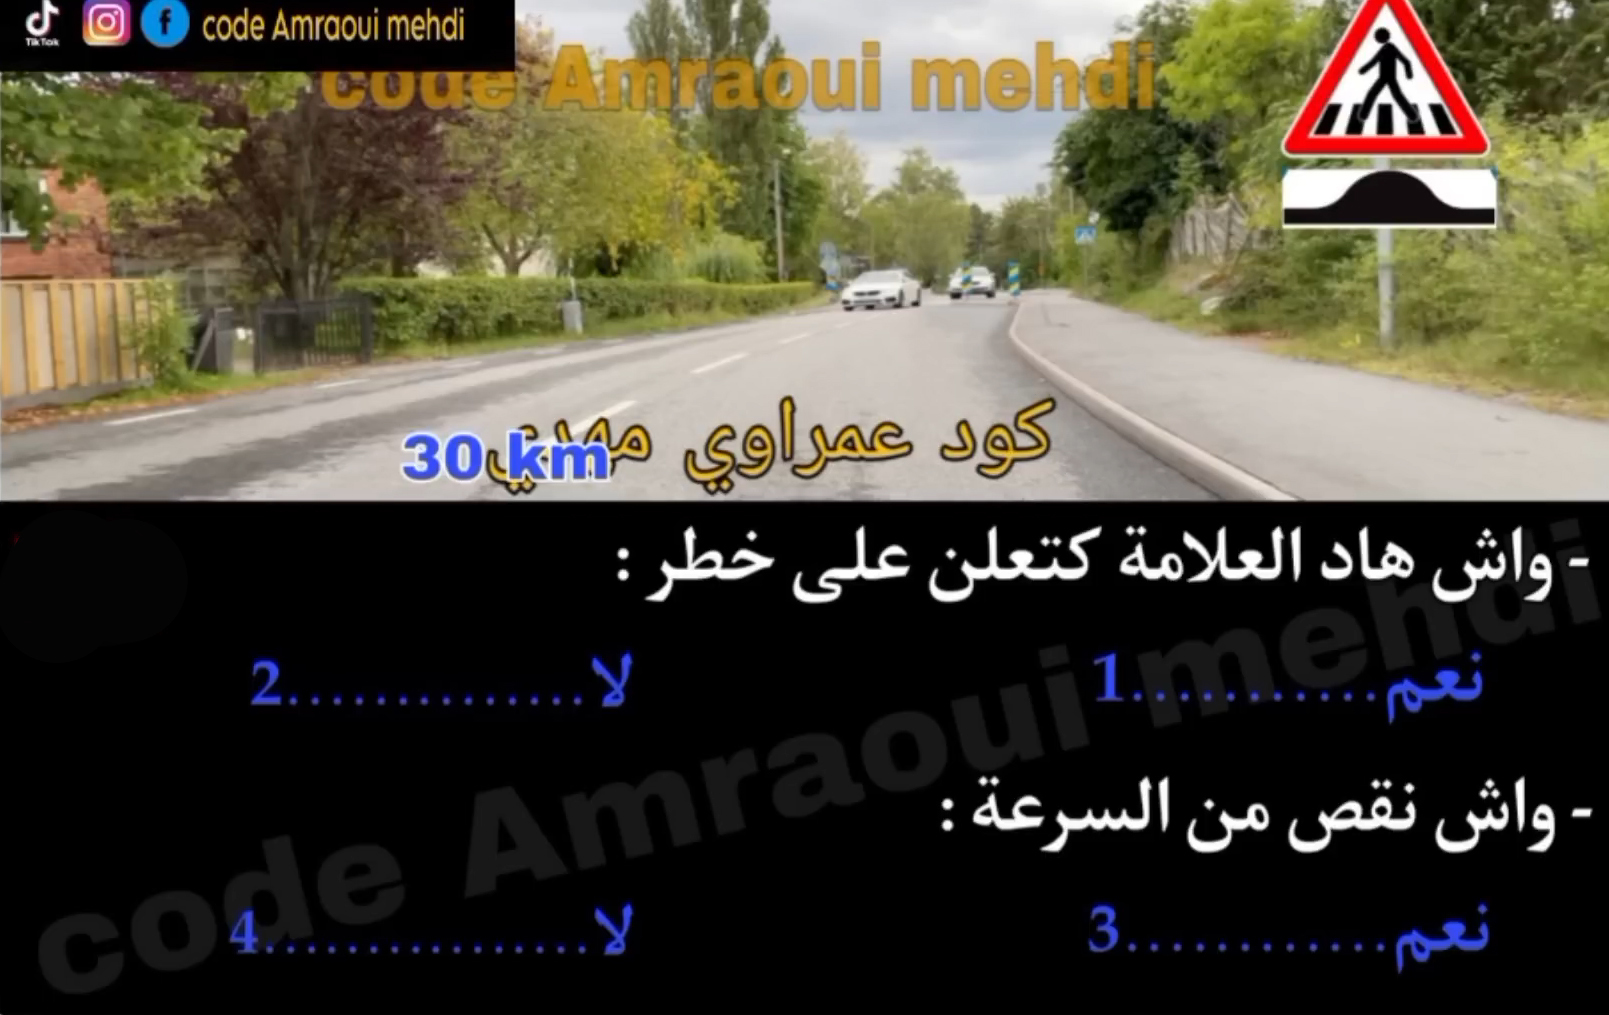 TikTok
code Amraoui mehdi
code Amraoui mehdi
كود عمراوي مهدي
30 km
- واش هاد العلامة كتعلن على خطر :
نعم...........1 لا..............2
- واش نقص من السرعة :
نعم............3 لا................4
code Amraoui mehdi